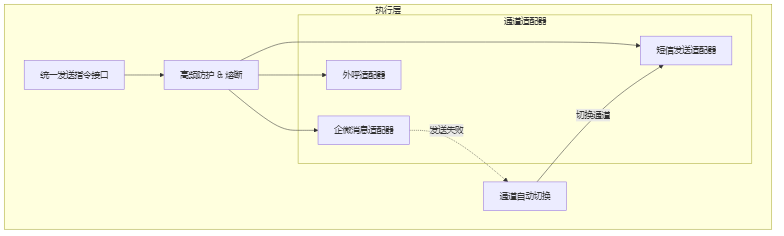 执行层
通道适配器
短信发送适配器
统一发送指令接口
高频防护 & 熔断
外呼适配器
切换通道
企微消息适配器
发送失败
通道自动切换